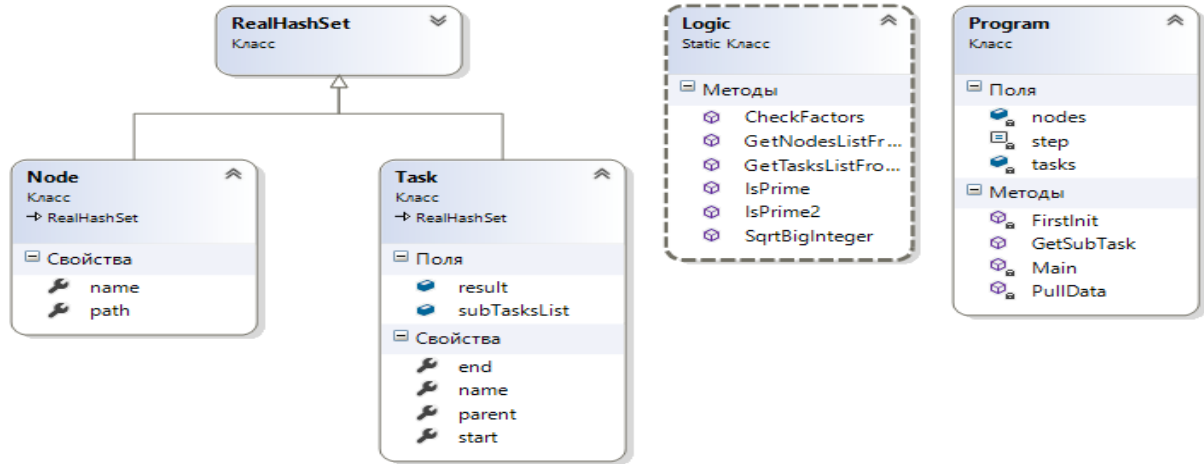 RealHashSet
Класс
Node
Класс
RealHashSet
Свойства
name
path
Task
Класс
RealHashSet
Поля
result
subTasksList
Свойства
end
name
parent
start
Logic
Static Класс
Методы
CheckFactors
GetNodesListFr...
GetTasksListFro...
IsPrime
IsPrime2
SqrtBigInteger
Program
Класс
Поля
nodes
step
tasks
Методы
FirstInit
GetSubTask
Main
PullData